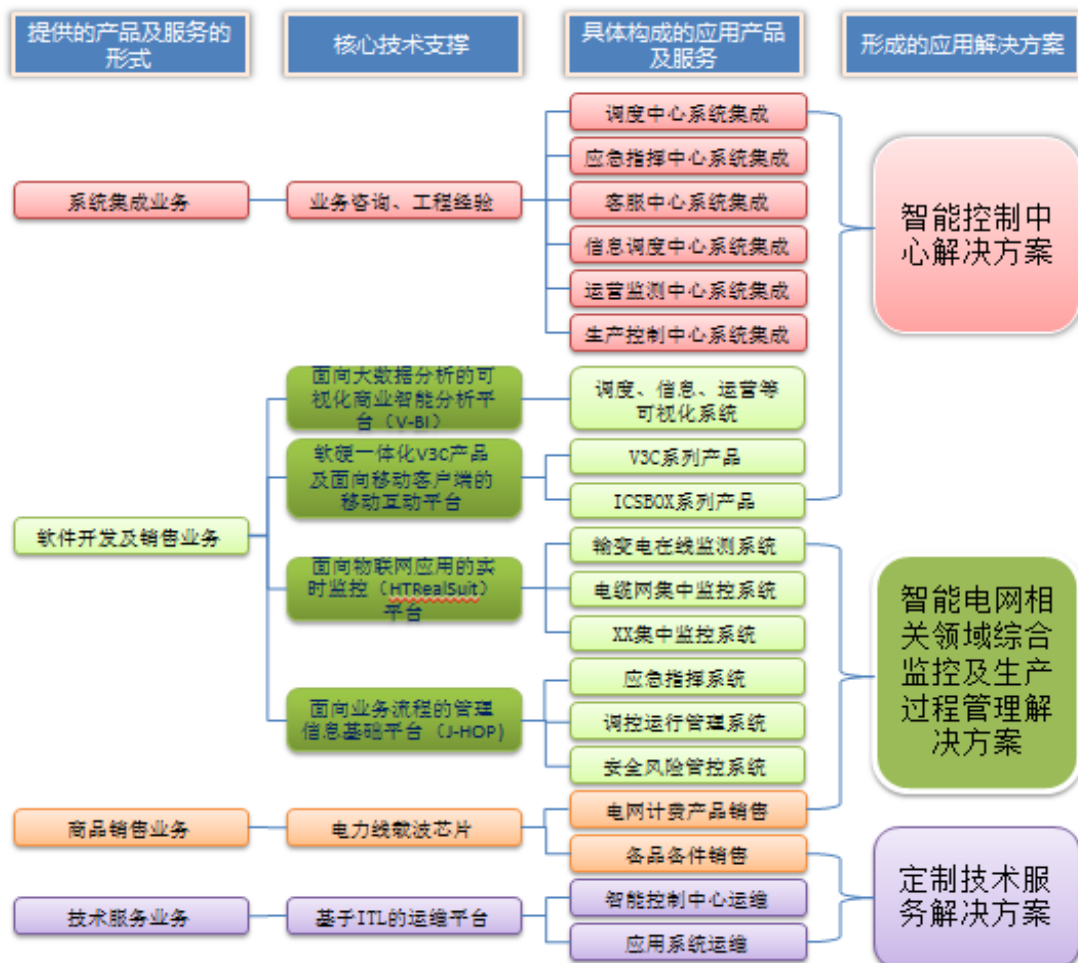 提供的产品及服务的
形式
核心技术支撑
具体构成的应用产品
及服务
形成的应用解决方案
系统集成业务
业务咨询、工程经验
调度中心系统集成
应急指挥中心系统集成
客服中心系统集成
信息调度中心系统集成
运营监测中心系统集成
生产控制中心系统集成
智能控制中
心解决方案
软件开发及销售业务
面向大数据分析的可
视化商业智能分析平
台（V-BI）
调度、信息、运营等
可视化系统
软硬一体化V3C产品
及面向移动客户端的
移动互动平台
V3C系列产品
ICSBOX系列产品
面向物联网应用的实
时监控（HTRealSuit）
平台
输变电在线监测系统
电缆网集中监控系统
XX集中监控系统
面向业务流程的管理
信息基础平台（J-HOP)
应急指挥系统
调控运行管理系统
安全风险管控系统
智能电网相
关领域综合
监控及生产
过程管理解
决方案
商品销售业务
电力线载波芯片
电网计费产品销售
备品备件销售
技术服务业务
基于ITL的运维平台
智能控制中心运维
应用系统运维
定制技术服
务解决方案